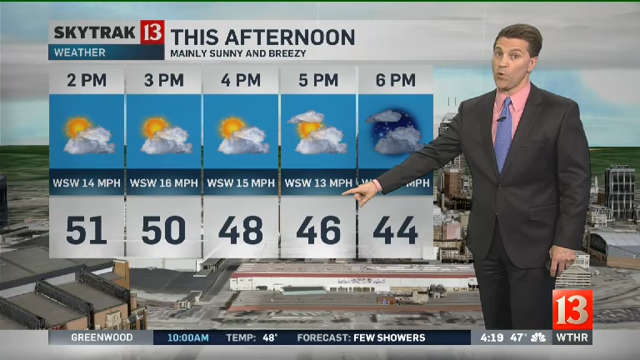 SKYTRAK 13
WEATHER
THIS AFTERNOON
MAINLY SUNNY AND BREEZY
2 PM 3 PM 4 PM 5 PM 6 PM
WSW 14 MPH WSW 16 MPH WSW 15 MPH WSW 13 MPH MPH
51 50 48 46 44
13
GREENWOOD 10:00AM TEMP: 48° FORECAST: FEW SHOWERS 4:19 47° WTHR